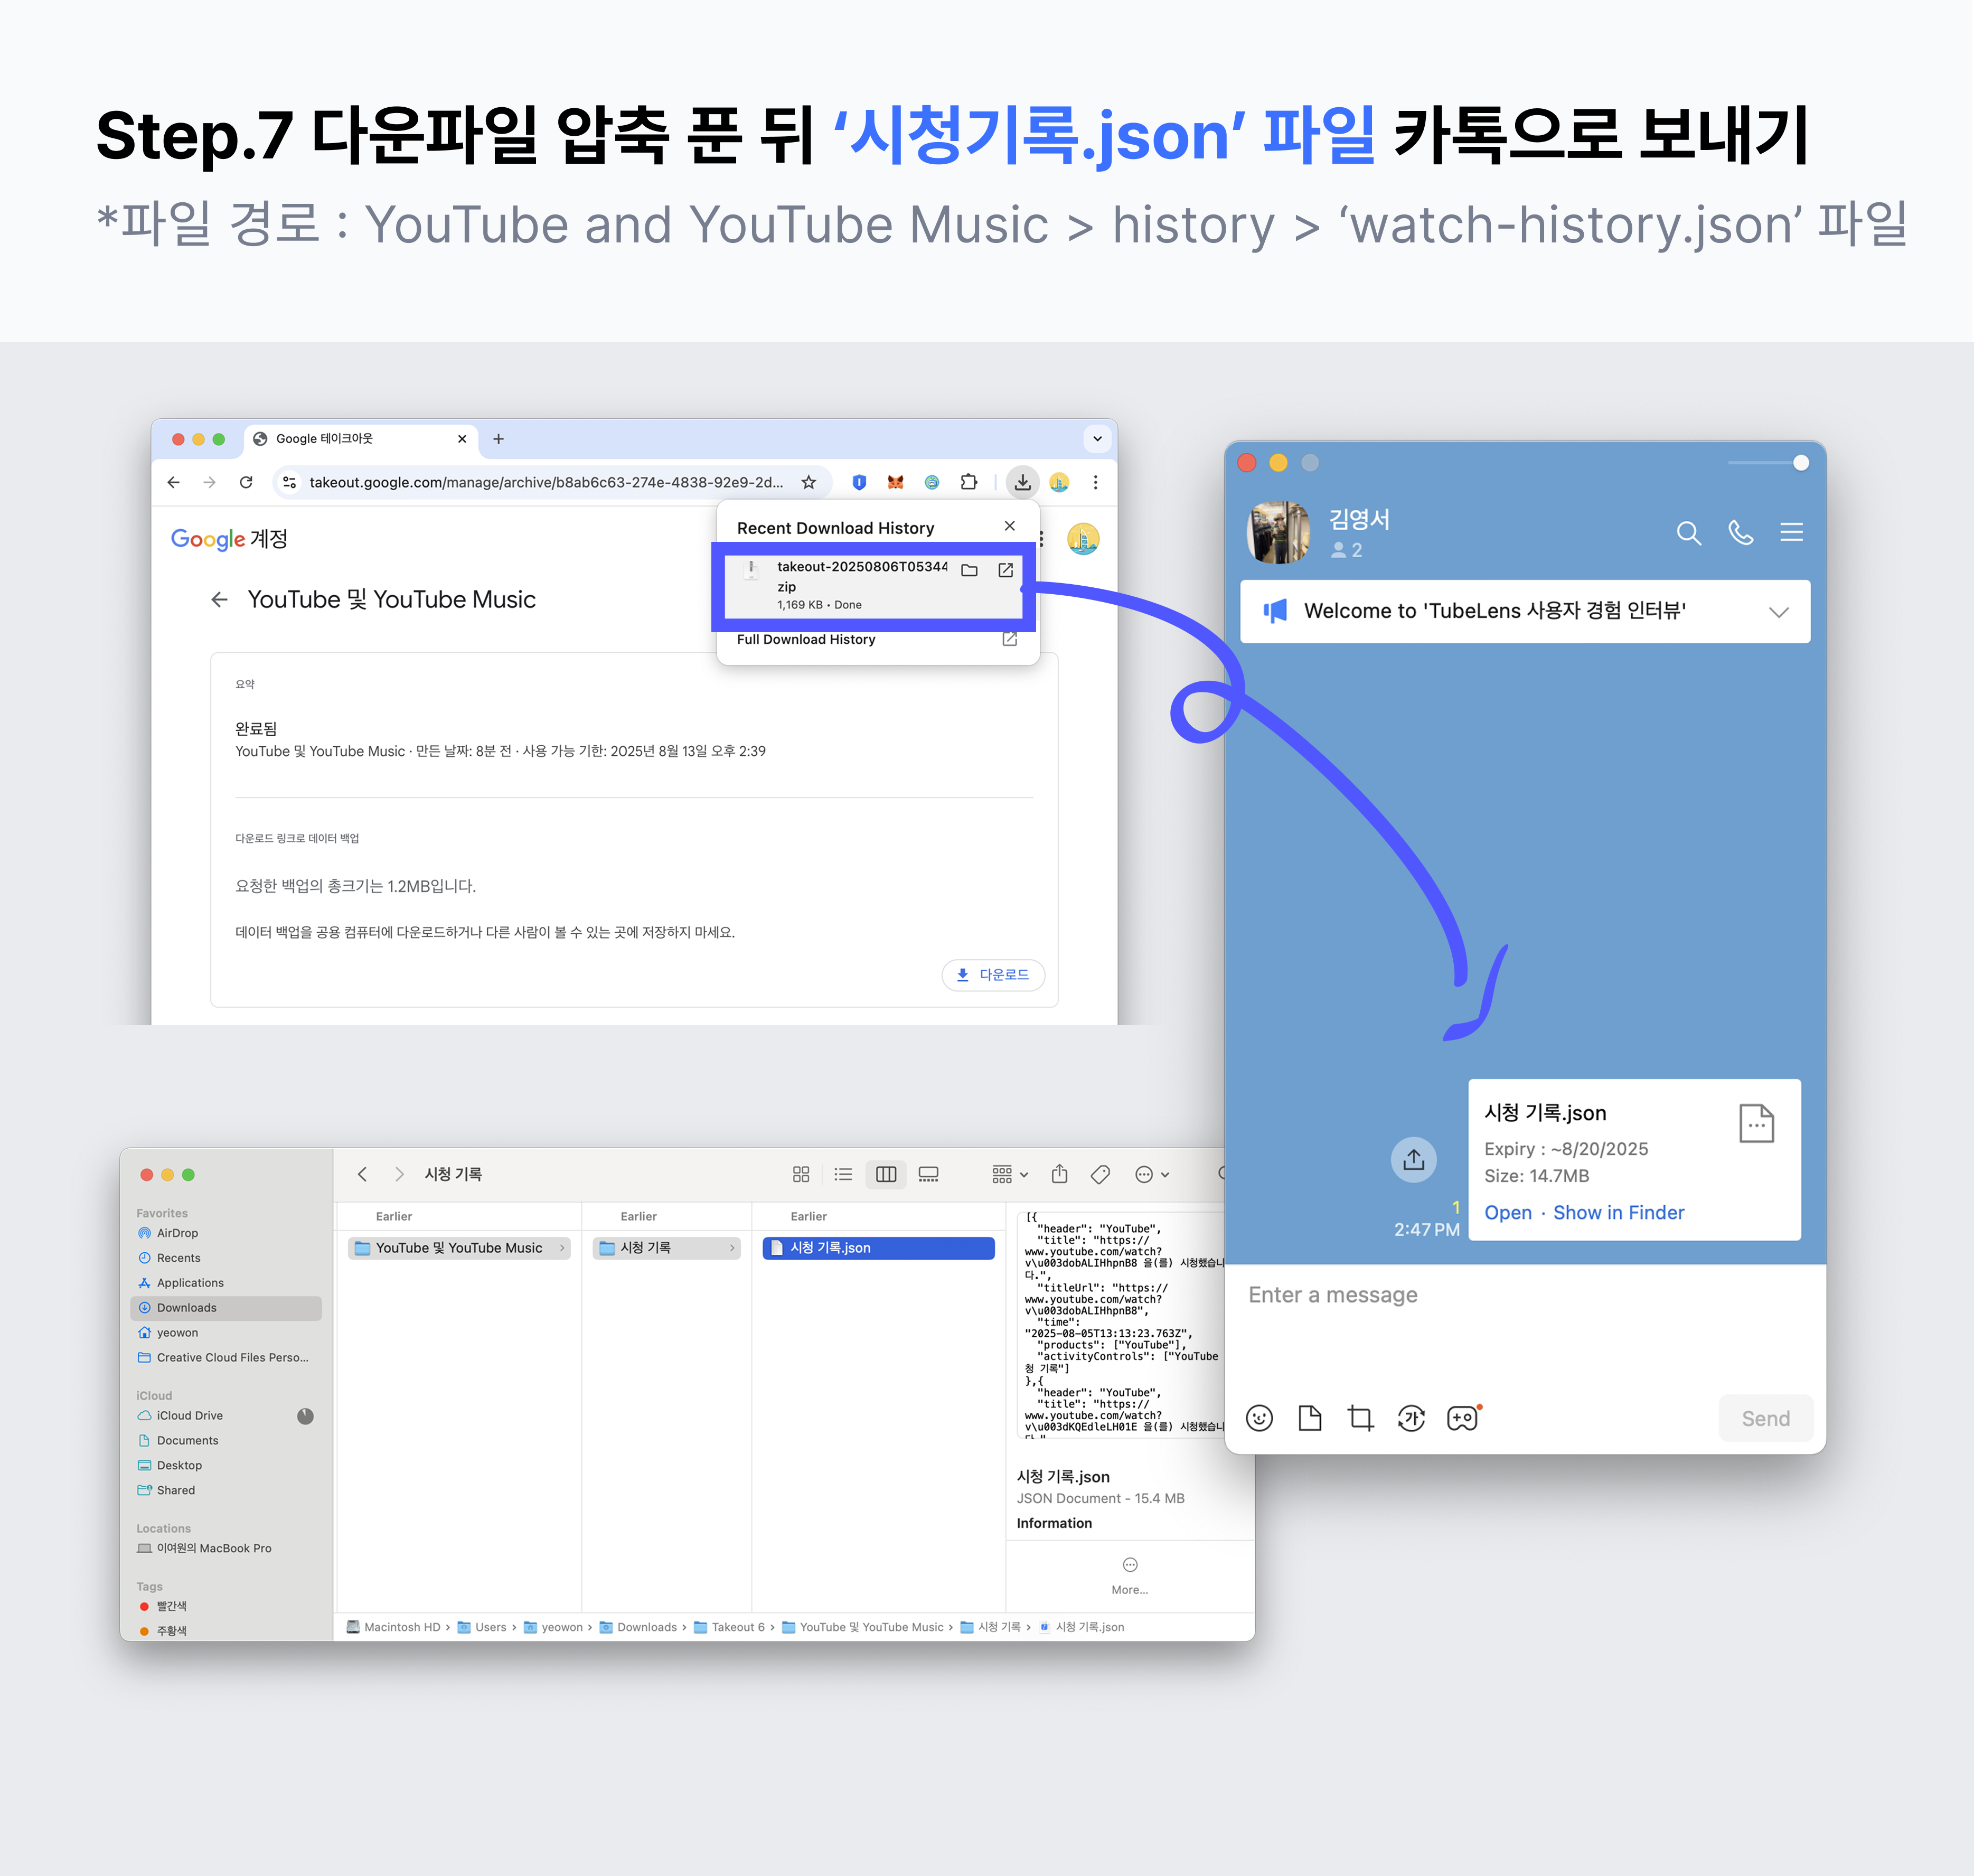 Step.7 다운파일 압축 푼 뒤 ‘시청기록.json’ 파일 카톡으로 보내기
*파일 경로 : YouTube and YouTube Music > history > ‘watch-history.json’ 파일
Google 테이크아웃
takeout.google.com/manage/archive/b8ab6c63-274e-4838-92e9-2d...
Google 계정
Recent Download History
takeout-20250806T05344
zip
1,169 KB • Done
Full Download History
YouTube 및 YouTube Music
요약
완료됨
YouTube 및 YouTube Music · 만든 날짜: 8분 전 · 사용 가능 기한: 2025년 8월 13일 오후 2:39
다운로드 링크로 데이터 백업
요청한 백업의 총크기는 1.2MB입니다.
데이터 백업을 공용 컴퓨터에 다운로드하거나 다른 사람이 볼 수 있는 곳에 저장하지 마세요.
다운로드
김영서
2
Welcome to 'TubeLens 사용자 경험 인터뷰'
시청 기록.json
Expiry : ~8/20/2025
Size: 14.7MB
Open · Show in Finder
1
2:47 PM
Enter a message
가
Send
시청 기록
Favorites
AirDrop
Recents
Applications
Downloads
yeowon
Creative Cloud Files Perso...
iCloud
iCloud Drive
Documents
Desktop
Shared
Locations
이여원의 MacBook Pro
Tags
빨간색
주황색
Earlier
Earlier
Earlier
YouTube 및 YouTube Music
시청 기록
시청 기록.json
[{
"header": "YouTube",
"title": "https://
www.youtube.com/watch?
v\u003dobALIHhpnB8 을(를) 시청했습니
다.",
"titleUrl": "https://
www.youtube.com/watch?
v\u003dobALIHhpnB8",
"time":
"2025-08-05T13:13:23.763Z",
"products": ["YouTube"],
"activityControls": ["YouTube
청 기록"]
},{
"header": "YouTube",
"title": "https://
www.youtube.com/watch?
v\u003dKQEdleLH01E 을(를) 시청했습니
다."
시청 기록.json
JSON Document - 15.4 MB
Information
More...
Macintosh HD › Users › yeowon › Downloads › Takeout 6 › YouTube 및 YouTube Music › 시청 기록 › 시청 기록.json